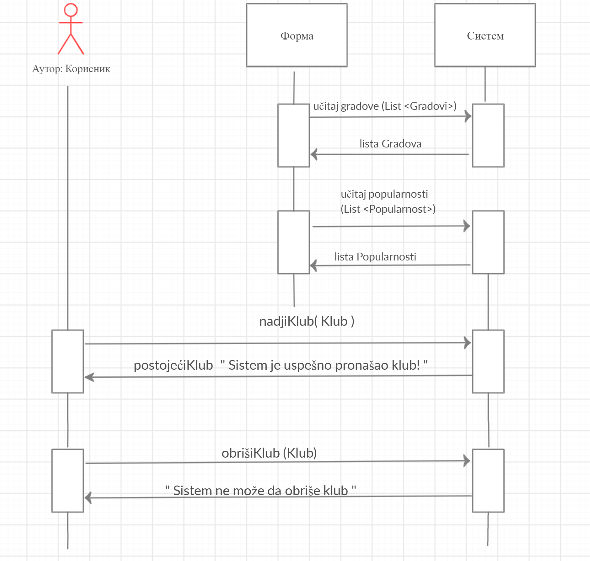 Форма
Систем
Аутор: Корисник
učitaj gradove (List <Gradovi>)
lista Gradova
učitaj popularnosti
(List <Popularnost>)
lista Popularnosti
nadjiKlub( Klub )
postojećiKlub " Sistem je uspešno pronašao klub! "
obrišiKlub (Klub)
" Sistem ne može da obriše klub "